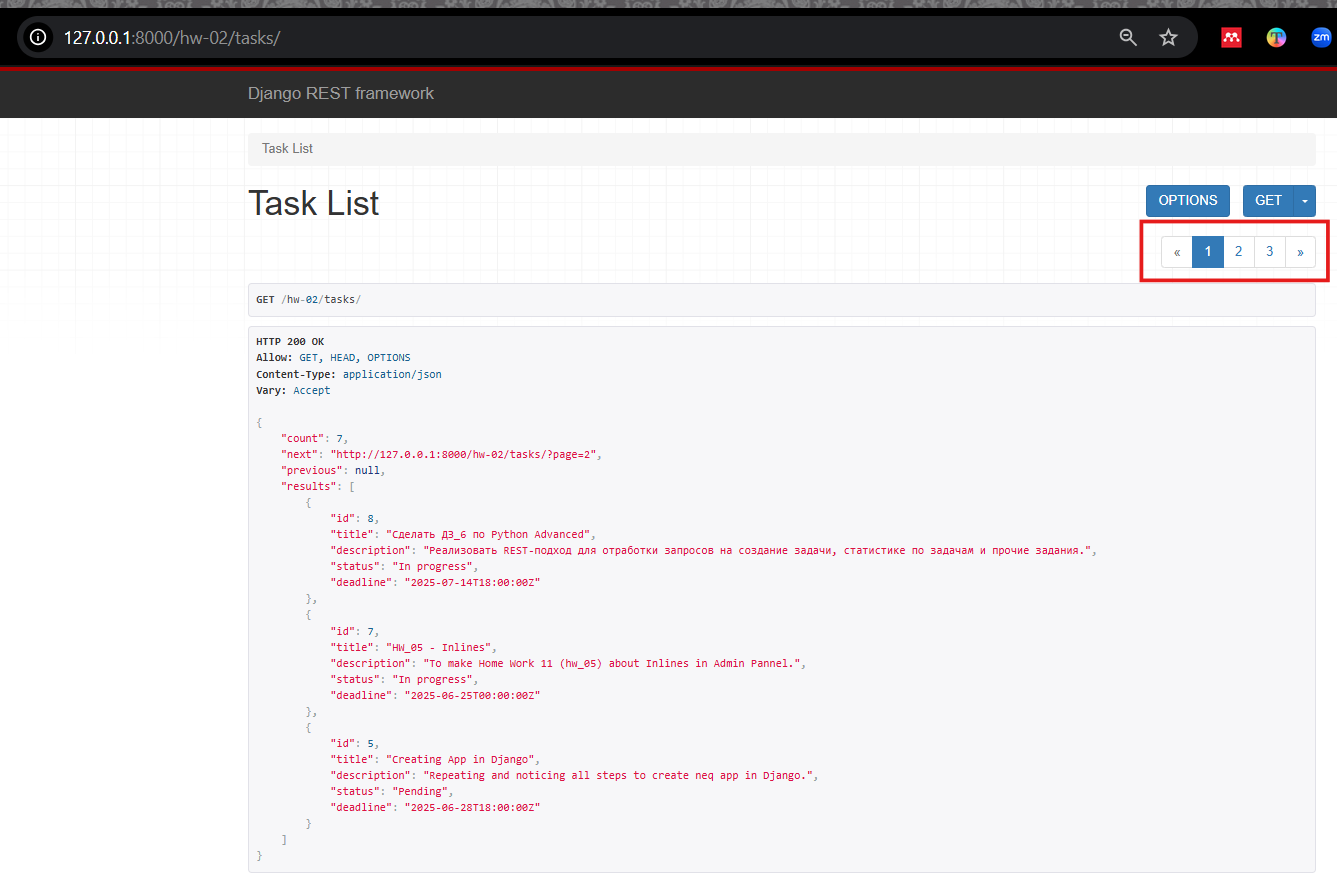 127.0.0.1:8000/hw-02/tasks/
zm
Django REST framework
Task List
Task List
OPTIONS
GET
« 1 2 3 »
GET /hw-02/tasks/
HTTP 200 OK
Allow: GET, HEAD, OPTIONS
Content-Type: application/json
Vary: Accept
{
    "count": 7,
    "next": "http://127.0.0.1:8000/hw-02/tasks/?page=2",
    "previous": null,
    "results": [
        {
            "id": 8,
            "title": "Сделать ДЗ_6 по Python Advanced",
            "description": "Реализовать REST-подход для отработки запросов на создание задачи, статистике по задачам и прочие задания.",
            "status": "In progress",
            "deadline": "2025-07-14T18:00:00Z"
        },
        {
            "id": 7,
            "title": "HW_05 - Inlines",
            "description": "To make Home Work 11 (hw_05) about Inlines in Admin Pannel.",
            "status": "In progress",
            "deadline": "2025-06-25T00:00:00Z"
        },
        {
            "id": 5,
            "title": "Creating App in Django",
            "description": "Repeating and noticing all steps to create neq app in Django.",
            "status": "Pending",
            "deadline": "2025-06-28T18:00:00Z"
        }
    ]
}